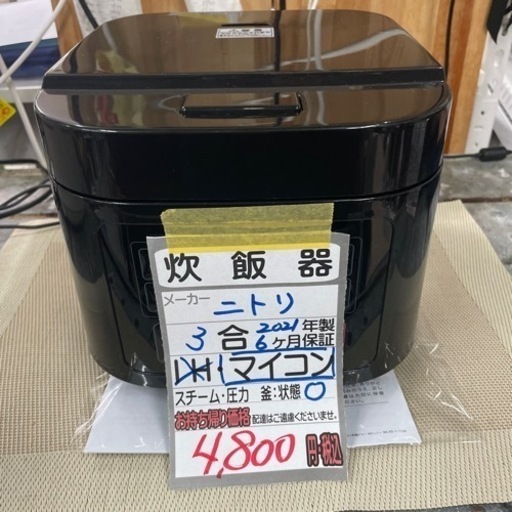 炊飯器
メーカー ニトリ
3合 2021年製
6ヶ月保証
IH・マイコン
スチーム・圧力 釜:状態 〇
お持ち帰り価格 配達はご遠慮くださいませ。
4,800円・税込